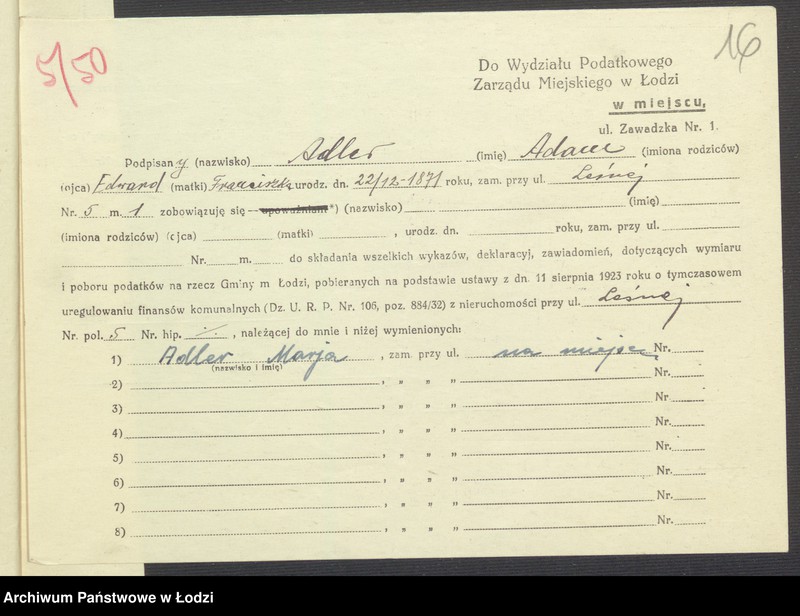 5/50
16
Do Wydziału Podatkowego
Zarządu Miejskiego w Łodzi
w miejscu,
ul. Zawadzka Nr. 1.
Podpisany (nazwisko) Adler (imię) Adam (imiona rodziców)
(ojca) Edward (matki) Franciszka urodz. dn. 22/12-1871 roku, zam. przy ul. Leśnej
Nr. 5 m. 1 zobowiązuję się — upoważniam *) (nazwisko) (imię)
(imiona rodziców) (ojca) (matki) , urodz. dn. roku, zam. przy ul.
Nr. m. do składania wszelkich wykazów, deklaracyj, zawiadomień, dotyczących wymiaru
i poboru podatków na rzecz Gminy m Łodzi, pobieranych na podstawie ustawy z dn. 11 sierpnia 1923 roku o tymczasowem
uregulowaniu finansów komunalnych (Dz. U. R. P. Nr. 106, poz. 884/32) z nieruchomości przy ul. Leśnej
Nr. pol. 5 Nr. hip. ./. , należącej do mnie i niżej wymienionych:
1) Adler Marja , zam. przy ul. na miejscu Nr.
(nazwisko i imię)
2) , „ „ „ Nr.
3) , „ „ „ Nr.
4) , „ „ „ Nr.
5) , „ „ „ Nr.
6) , „ „ „ Nr.
7) , „ „ „ Nr.
8) , „ „ „ Nr.
Archiwum Państwowe w Łodzi